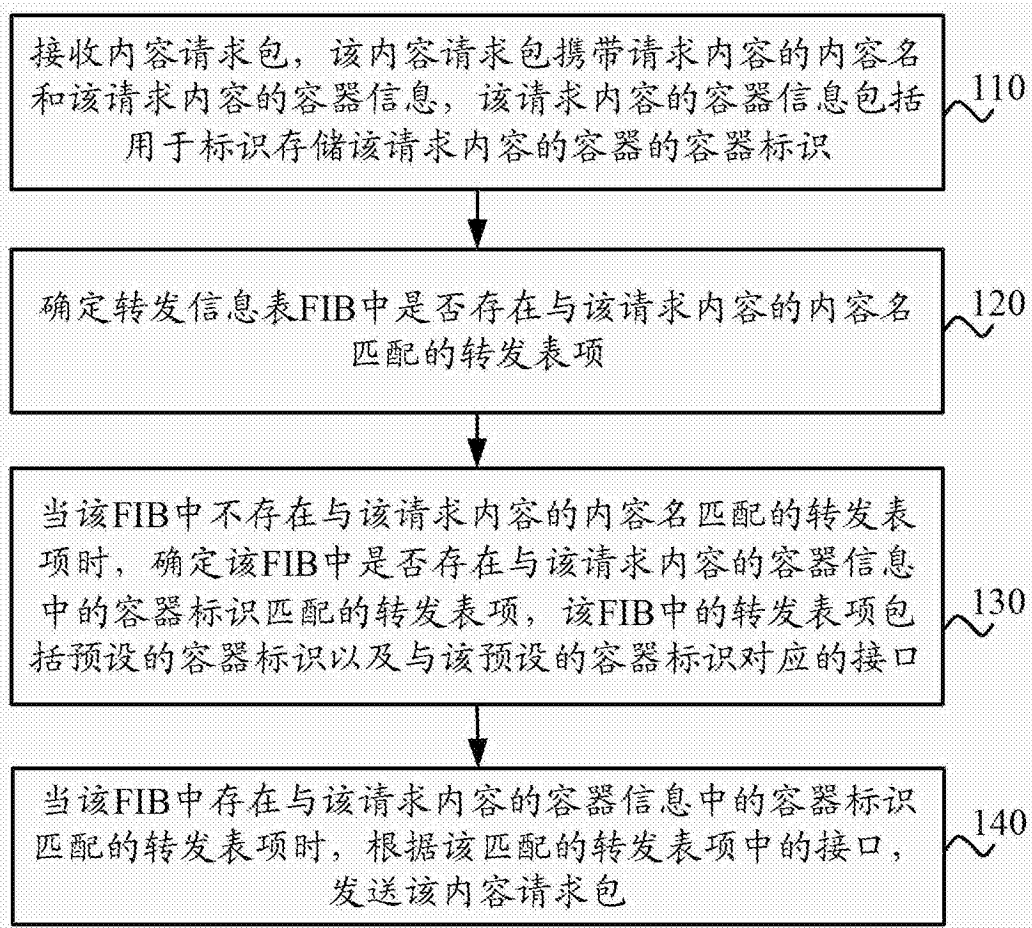 接收内容请求包，该内容请求包携带请求内容的内容名
和该请求内容的容器信息，该请求内容的容器信息包括
用于标识存储该请求内容的容器的容器标识
110
确定转发信息表FIB中是否存在与该请求内容的内容名
匹配的转发表项
120
当该FIB中不存在与该请求内容的内容名匹配的转发表
项时，确定该FIB中是否存在与该请求内容的容器信息
中的容器标识匹配的转发表项，该FIB中的转发表项包
括预设的容器标识以及与该预设的容器标识对应的接口
130
当该FIB中存在与该请求内容的容器信息中的容器标识
匹配的转发表项时，根据该匹配的转发表项中的接口，
发送该内容请求包
140